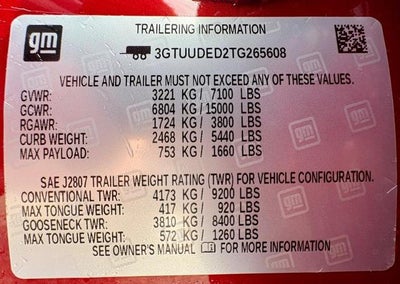 TRAILERING INFORMATION
gm
3GTUUDED2TG265608
VEHICLE AND TRAILER MUST NOT EXCEED ANY OF THESE VALUES.
GVWR: 3221 KG / 7100 LBS
GCWR: 6804 KG / 15000 LBS
RGAWR: 1724 KG / 3800 LBS
CURB WEIGHT: 2468 KG / 5440 LBS
MAX PAYLOAD: 753 KG / 1660 LBS
SAE J2807 TRAILER WEIGHT RATING (TWR) FOR VEHICLE CONFIGURATION.
CONVENTIONAL TWR: 4173 KG / 9200 LBS
MAX TONGUE WEIGHT: 417 KG / 920 LBS
GOOSENECK TWR: 3810 KG / 8400 LBS
MAX TONGUE WEIGHT: 572 KG / 1260 LBS
SEE OWNER'S MANUAL FOR MORE INFORMATION